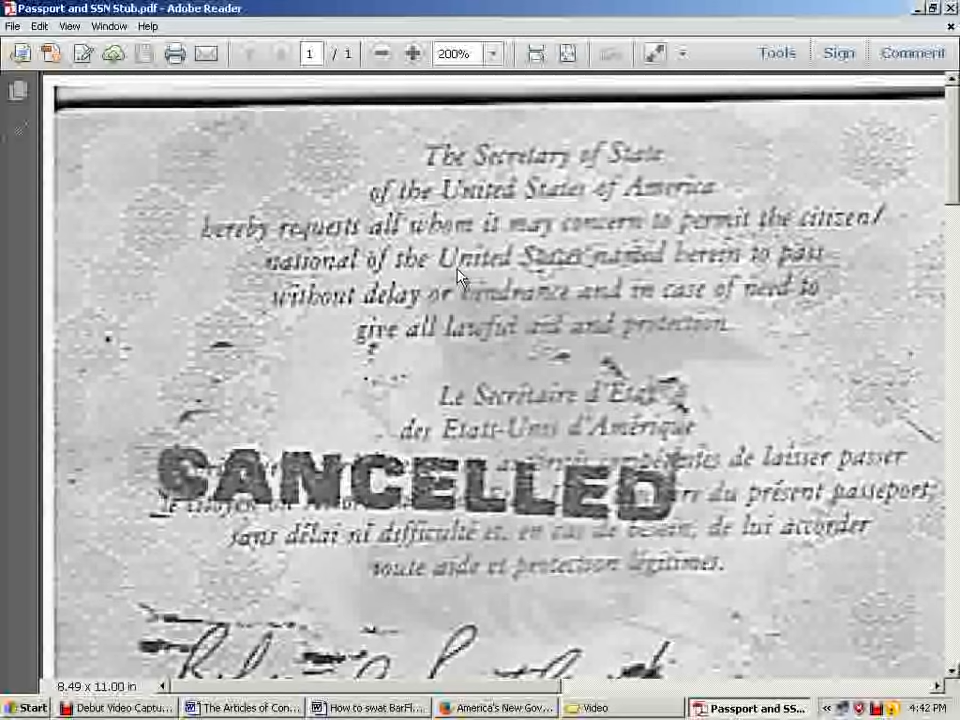 Passport and SSN Stub.pdf - Adobe Reader
File Edit View Window Help
1 / 1 200% Tools Sign Comment
The Secretary of State
of the United States of America
hereby requests all whom it may concern to permit the citizen/
national of the United States named herein to pass
without delay or hindrance and in case of need to
give all lawful aid and protection.
Le Secrétaire d'Etat
des Etats-Unis d'Amérique
compétentes de laisser passer
CANCELLED
du présent passeport,
sans délai ni difficulté et, en cas de besoin, de lui accorder
toute aide et protection légitimes.
8.49 x 11.00 in
Start Debut Video Captu... The Articles of Con... How to swat BarFl... America's New Gov... Video Passport and SS... « 4:42 PM